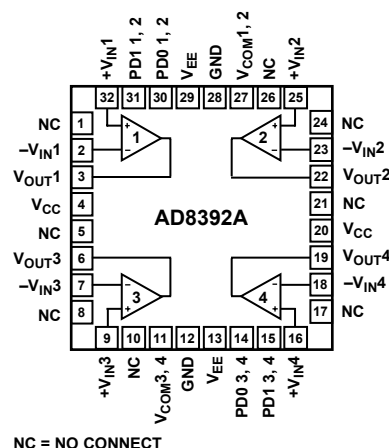 +VIN1
PD1 1, 2
PD0 1, 2
VEE
GND
VCOM1, 2
NC
+VIN2
32 31 30 29 28 27 26 25
NC 1
–VIN1 2
VOUT1 3
VCC 4
NC 5
VOUT3 6
–VIN3 7
NC 8
+ − 1
+ − 2
AD8392A
− + 3
− + 4
24 NC
23 –VIN2
22 VOUT2
21 NC
20 VCC
19 VOUT4
18 –VIN4
17 NC
9 10 11 12 13 14 15 16
+VIN3
NC
VCOM3, 4
GND
VEE
PD0 3, 4
PD1 3, 4
+VIN4
NC = NO CONNECT